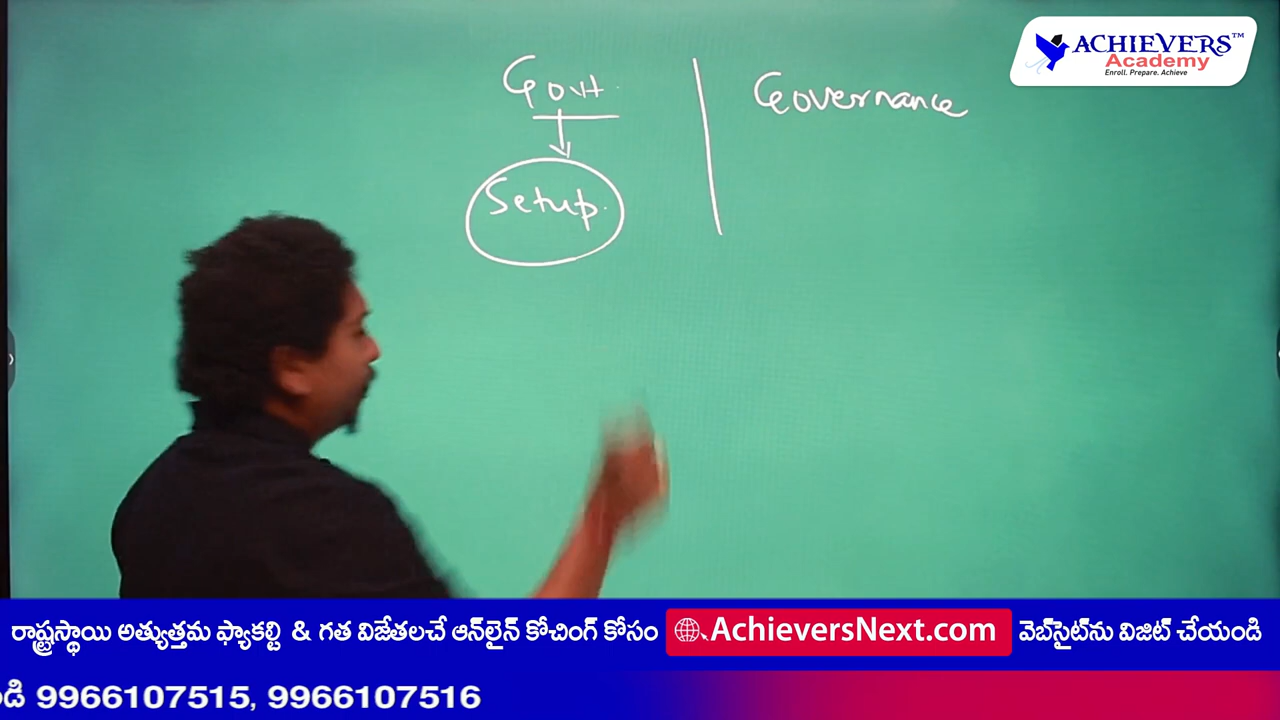 ACHIEVERS™
Academy
Enroll. Prepare. Achieve
Govt.
Governance
Setup.
రాష్ట్రస్థాయి అత్యుత్తమ ఫ్యాకల్టి & గత విజేతలచే ఆన్‌లైన్ కోచింగ్ కోసం AchieversNext.com వెబ్‌సైట్‌ను విజిట్ చేయండి
9966107515, 9966107516